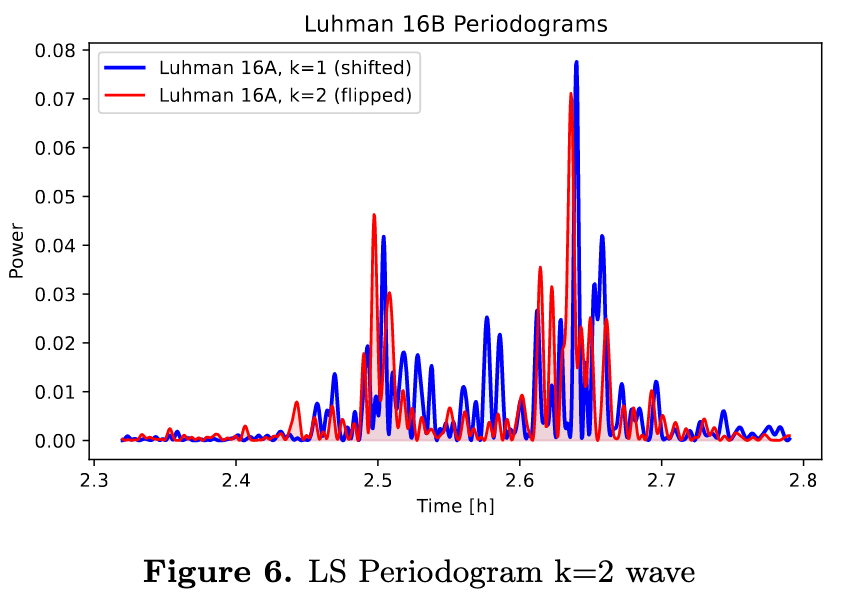 Luhman 16B Periodograms
Luhman 16A, k=1 (shifted)
Luhman 16A, k=2 (flipped)
0.08
0.07
0.06
0.05
0.04
0.03
0.02
0.01
0.00
Power
2.3 2.4 2.5 2.6 2.7 2.8
Time [h]
Figure 6. LS Periodogram k=2 wave